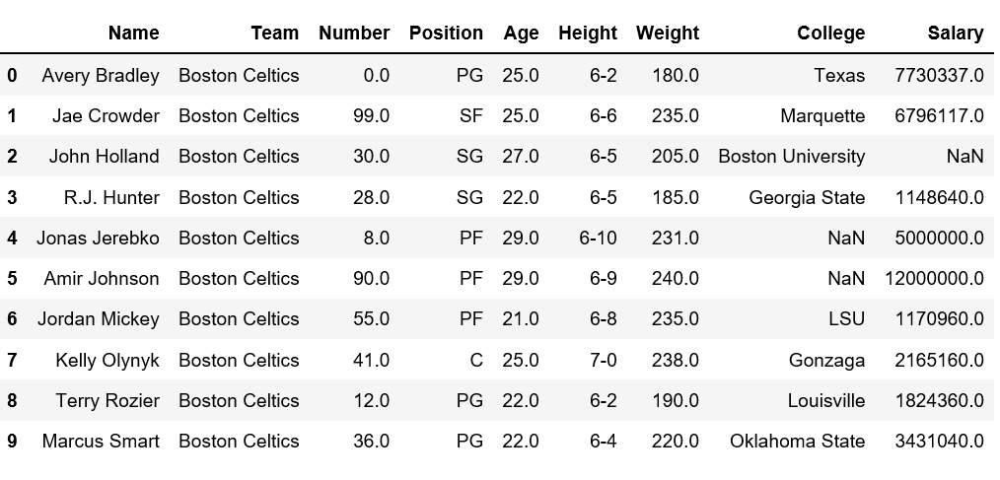 Name Team Number Position Age Height Weight College Salary
0 Avery Bradley Boston Celtics 0.0 PG 25.0 6-2 180.0 Texas 7730337.0
1 Jae Crowder Boston Celtics 99.0 SF 25.0 6-6 235.0 Marquette 6796117.0
2 John Holland Boston Celtics 30.0 SG 27.0 6-5 205.0 Boston University NaN
3 R.J. Hunter Boston Celtics 28.0 SG 22.0 6-5 185.0 Georgia State 1148640.0
4 Jonas Jerebko Boston Celtics 8.0 PF 29.0 6-10 231.0 NaN 5000000.0
5 Amir Johnson Boston Celtics 90.0 PF 29.0 6-9 240.0 NaN 12000000.0
6 Jordan Mickey Boston Celtics 55.0 PF 21.0 6-8 235.0 LSU 1170960.0
7 Kelly Olynyk Boston Celtics 41.0 C 25.0 7-0 238.0 Gonzaga 2165160.0
8 Terry Rozier Boston Celtics 12.0 PG 22.0 6-2 190.0 Louisville 1824360.0
9 Marcus Smart Boston Celtics 36.0 PG 22.0 6-4 220.0 Oklahoma State 3431040.0